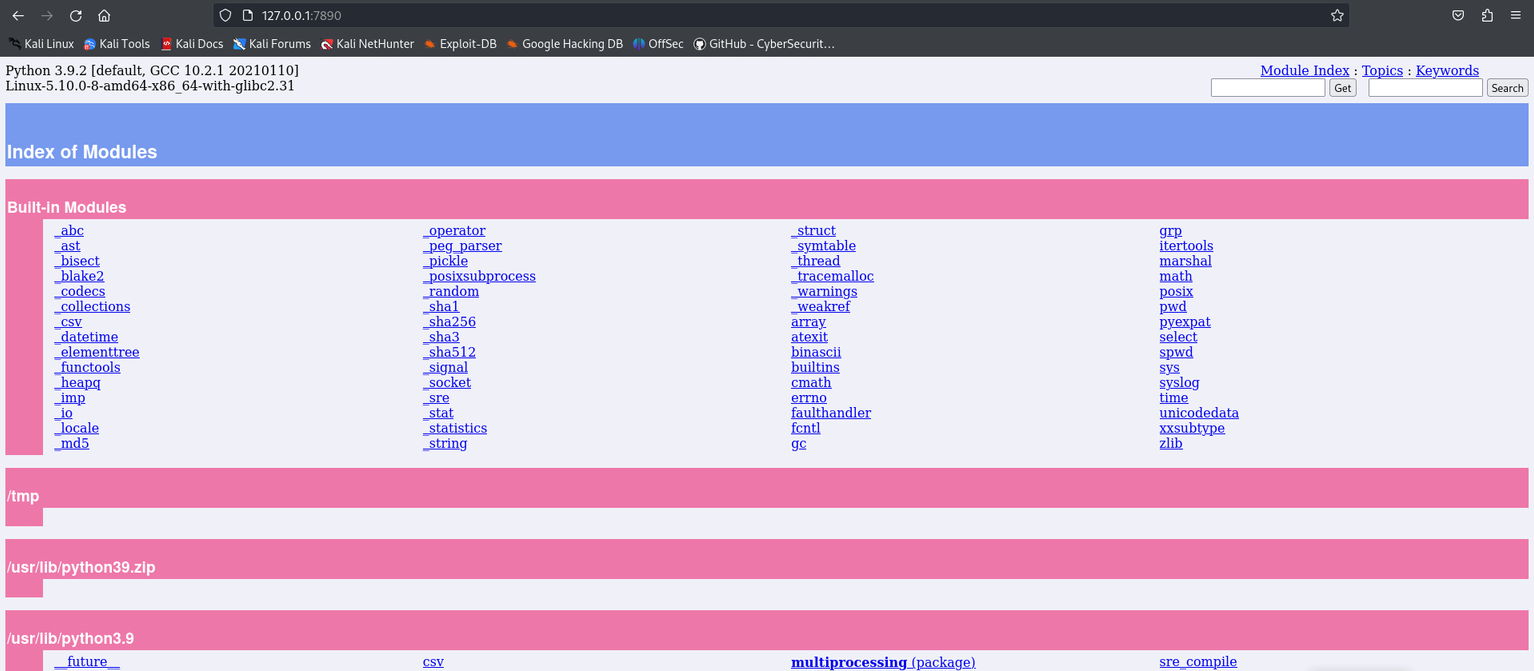 127.0.0.1:7890
Kali Linux Kali Tools Kali Docs Kali Forums Kali NetHunter Exploit-DB Google Hacking DB OffSec GitHub - CyberSecurit…
Python 3.9.2 [default, GCC 10.2.1 20210110]
Linux-5.10.0-8-amd64-x86_64-with-glibc2.31
Module Index : Topics : Keywords
Get Search
Index of Modules
Built-in Modules
_abc _operator _struct grp
_ast _peg_parser _symtable itertools
_bisect _pickle _thread marshal
_blake2 _posixsubprocess _tracemalloc math
_codecs _random _warnings posix
_collections _sha1 _weakref pwd
_csv _sha256 array pyexpat
_datetime _sha3 atexit select
_elementtree _sha512 binascii spwd
_functools _signal builtins sys
_heapq _socket cmath syslog
_imp _sre errno time
_io _stat faulthandler unicodedata
_locale _statistics fcntl xxsubtype
_md5 _string gc zlib
/tmp
/usr/lib/python39.zip
/usr/lib/python3.9
__future__ csv multiprocessing (package) sre_compile